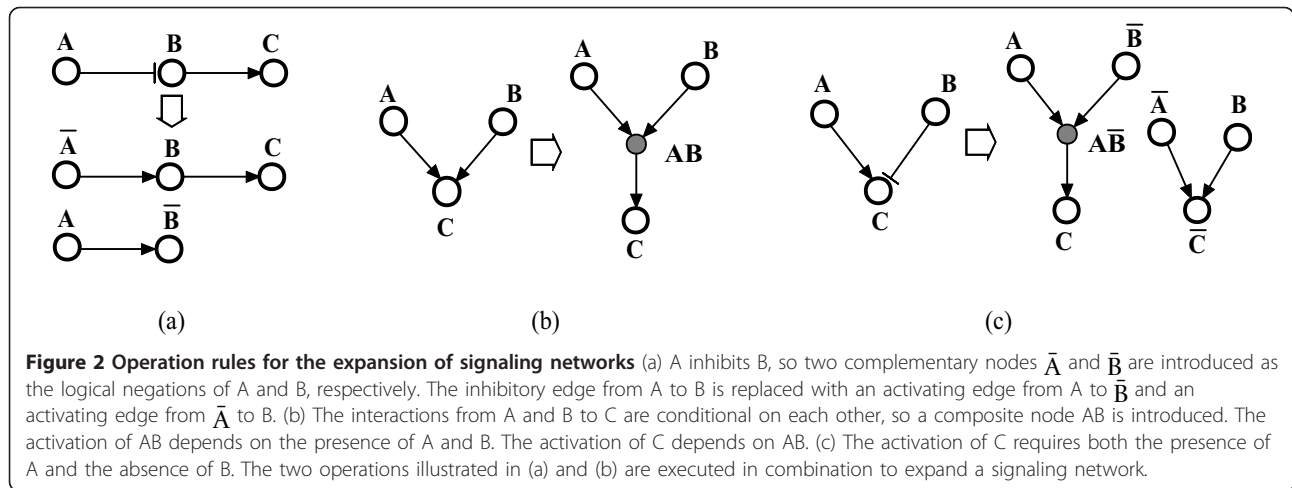 A B C
Ā B C
A B̄
(a)
A B
C
A B
AB
C
(b)
A B
C
A B̄
AB̄
C
Ā B
C̄
(c)
Figure 2 Operation rules for the expansion of signaling networks (a) A inhibits B, so two complementary nodes Ā and B̄ are introduced as
the logical negations of A and B, respectively. The inhibitory edge from A to B is replaced with an activating edge from A to B̄ and an
activating edge from Ā to B. (b) The interactions from A and B to C are conditional on each other, so a composite node AB is introduced. The
activation of AB depends on the presence of A and B. The activation of C depends on AB. (c) The activation of C requires both the presence of
A and the absence of B. The two operations illustrated in (a) and (b) are executed in combination to expand a signaling network.